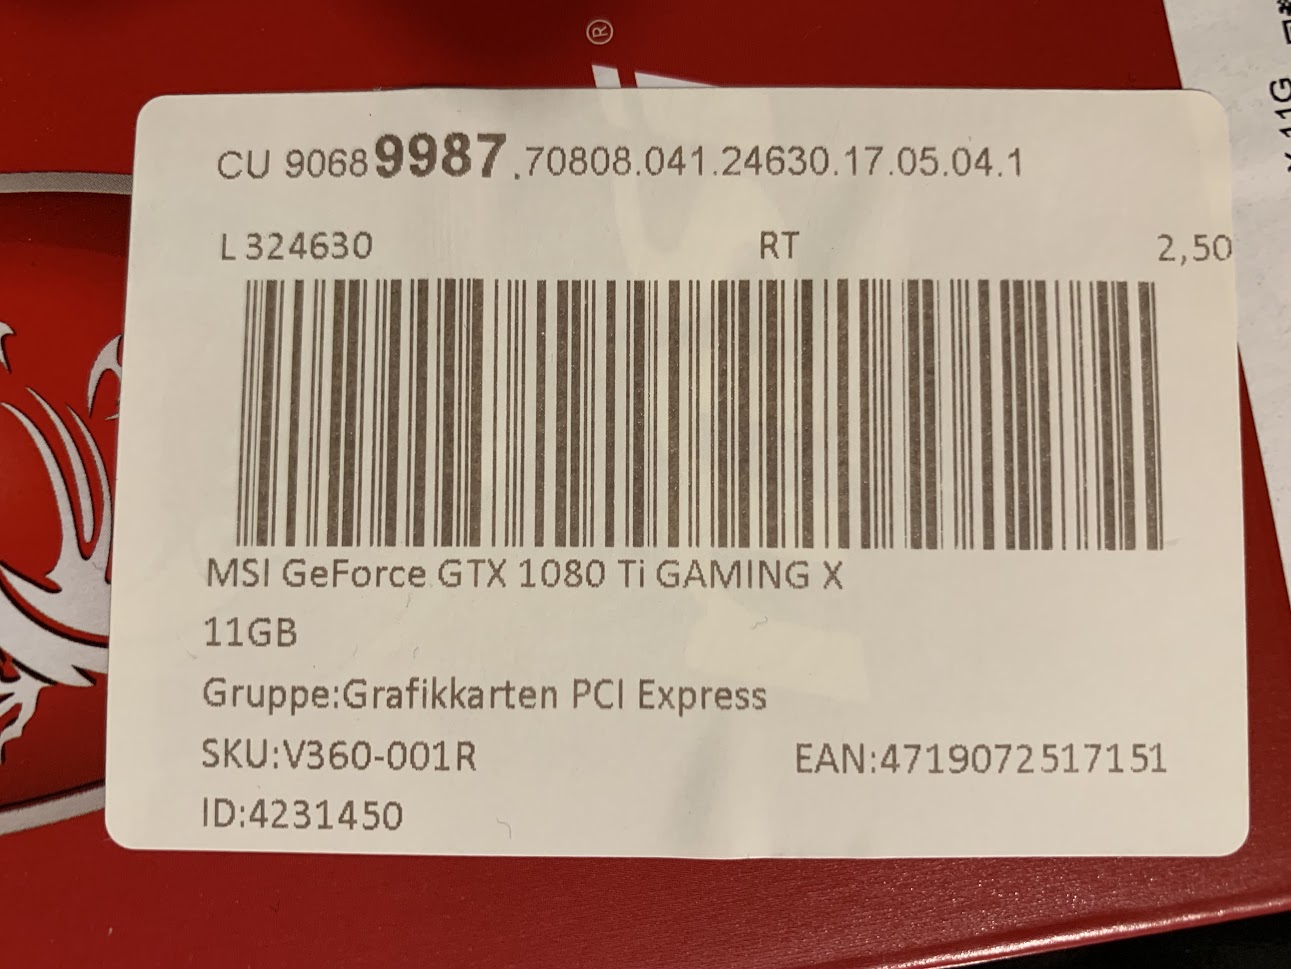 ®
CU 90689987.70808.041.24630.17.05.04.1
L 324630 RT 2,50
MSI GeForce GTX 1080 Ti GAMING X
11GB
Gruppe:Grafikkarten PCI Express
SKU:V360-001R EAN:4719072517151
ID:4231450
X 11G